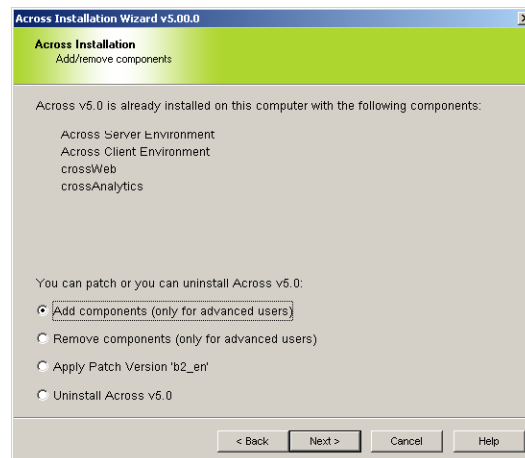 Across Installation Wizard v5.00.0
Across Installation
Add/remove components
Across v5.0 is already installed on this computer with the following components:
Across Server Environment
Across Client Environment
crossWeb
crossAnalytics
You can patch or you can uninstall Across v5.0:
Add components (only for advanced users)
Remove components (only for advanced users)
Apply Patch Version 'b2_en'
Uninstall Across v5.0
< Back
Next >
Cancel
Help